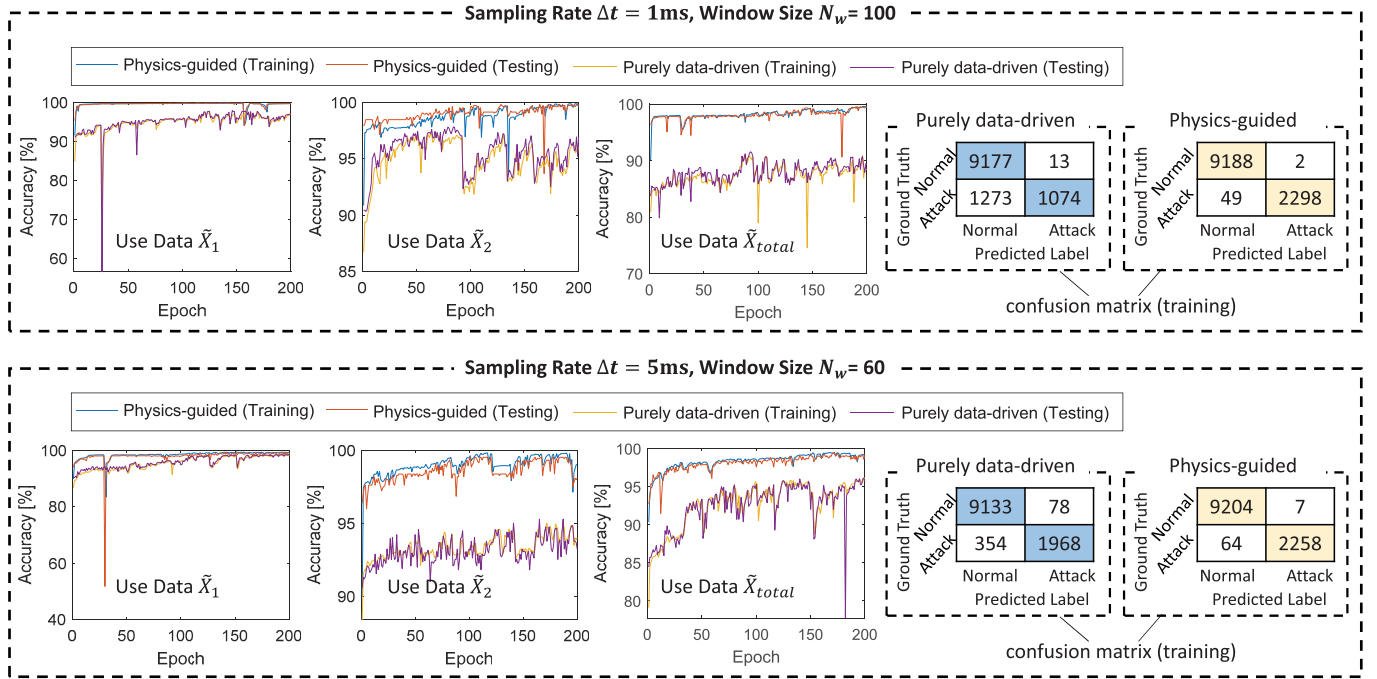 Sampling Rate Δt = 1ms, Window Size N_w = 100
Physics-guided (Training) Physics-guided (Testing) Purely data-driven (Training) Purely data-driven (Testing)
Accuracy [%]
100
90
80
70
60
Use Data X̃_1
0 50 100 150 200
Epoch
Accuracy [%]
100
95
90
85
Use Data X̃_2
0 50 100 150 200
Epoch
Accuracy [%]
100
90
80
70
Use Data X̃_total
0 50 100 150 200
Epoch
Purely data-driven
Ground Truth
Normal 9177 13
Attack 1273 1074
Normal Attack
Predicted Label
Physics-guided
Ground Truth
Normal 9188 2
Attack 49 2298
Normal Attack
Predicted Label
confusion matrix (training)
Sampling Rate Δt = 5ms, Window Size N_w = 60
Physics-guided (Training) Physics-guided (Testing) Purely data-driven (Training) Purely data-driven (Testing)
Accuracy [%]
100
80
60
40
Use Data X̃_1
0 50 100 150 200
Epoch
Accuracy [%]
100
95
90
Use Data X̃_2
0 50 100 150 200
Epoch
Accuracy [%]
100
95
90
85
80
Use Data X̃_total
0 50 100 150 200
Epoch
Purely data-driven
Ground Truth
Normal 9133 78
Attack 354 1968
Normal Attack
Predicted Label
Physics-guided
Ground Truth
Normal 9204 7
Attack 64 2258
Normal Attack
Predicted Label
confusion matrix (training)